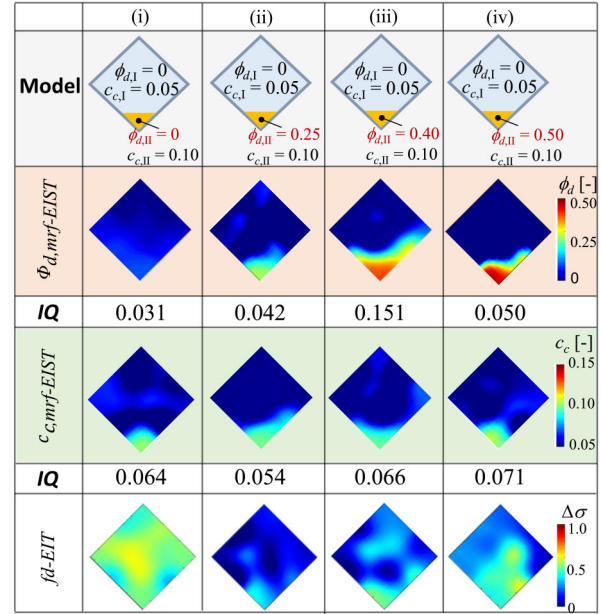 (i) (ii) (iii) (iv)
Model
ϕd,I = 0 ϕd,I = 0 ϕd,I = 0 ϕd,I = 0
cc,I = 0.05 cc,I = 0.05 cc,I = 0.05 cc,I = 0.05
ϕd,II = 0 ϕd,II = 0.25 ϕd,II = 0.40 ϕd,II = 0.50
cc,II = 0.10 cc,II = 0.10 cc,II = 0.10 cc,II = 0.10
Φd,mrf-EIST
ϕd [-]
0.50
0.25
0
IQ 0.031 0.042 0.151 0.050
cc,mrf-EIST
cc [-]
0.15
0.10
0.05
IQ 0.064 0.054 0.066 0.071
fd-EIT
Δσ
1.0
0.5
0